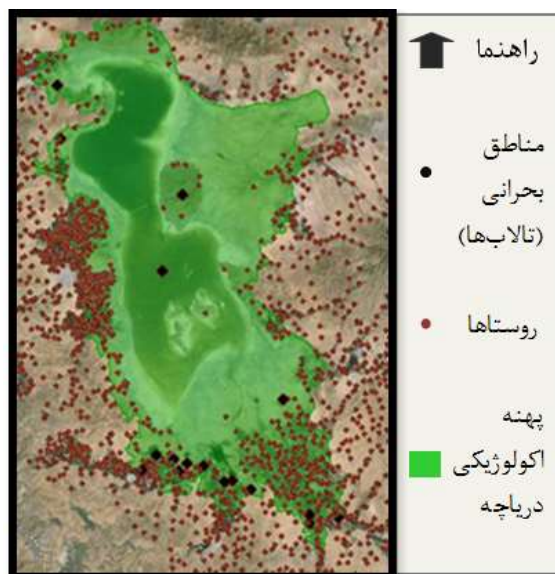 راهنما
مناطق
بحرانی
(تالاب‌ها)
روستاها
پهنه
اکولوژیکی
دریاچه